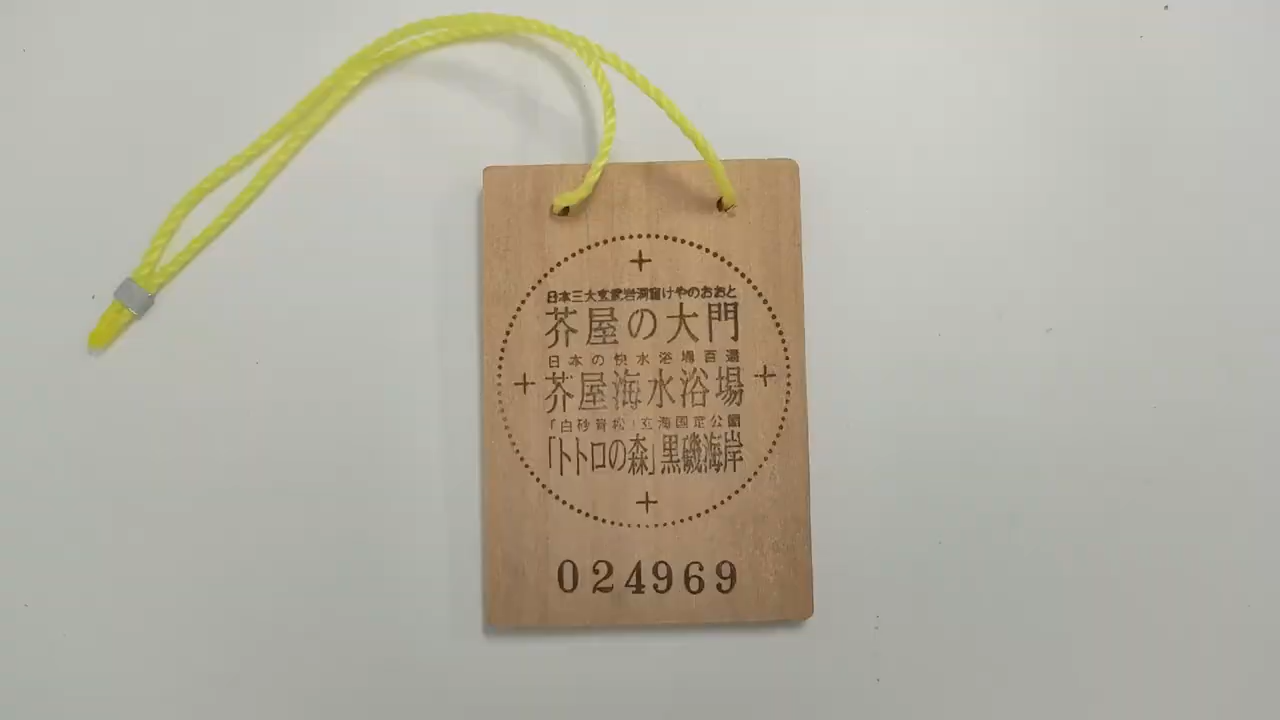 日本三大玄武岩洞窟けやのおおと
芥屋の大門
日本の快水浴場百選
芥屋海水浴場
「白砂青松」玄海国定公園
「トトロの森」黒磯海岸
024969